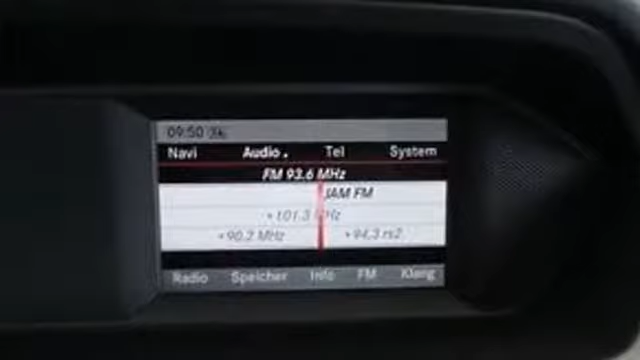 09:50
Navi Audio Tel System
FM 93.6 MHz
JAM FM
101.3 Hz
90.2 MHz 94,3 rs2
Radio Speicher Info FM Klang